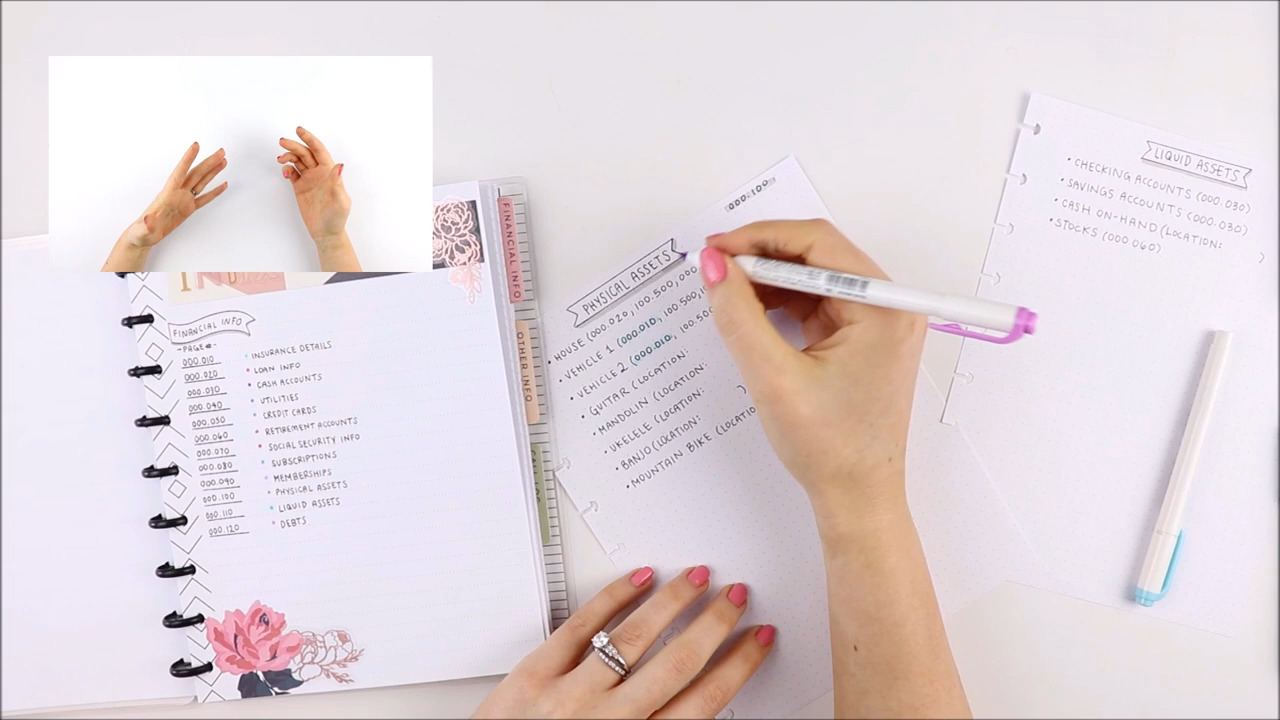 FINANCIAL INFO
-PAGE-
000.010 • INSURANCE DETAILS
000.020 • LOAN INFO
000.030 • CASH ACCOUNTS
000.040 • UTILITIES
000.050 • CREDIT CARDS
000.060 • RETIREMENT ACCOUNTS
000.070 • SOCIAL SECURITY INFO
000.080 • SUBSCRIPTIONS
000.090 • MEMBERSHIPS
000.100 • PHYSICAL ASSETS
000.110 • LIQUID ASSETS
000.120 • DEBTS
FINANCIAL INFO
OTHER INFO
000.100
PHYSICAL ASSETS
• HOUSE (000.020, 100.500, 000
• VEHICLE 1 (000.010, 100.500,
• VEHICLE 2 (000.010, 100.500
• GUITAR (LOCATION:
• MANDOLIN (LOCATION:
• UKELELE (LOCATION: )
• BANJO (LOCATION:
• MOUNTAIN BIKE (LOCATIO
LIQUID ASSETS
• CHECKING ACCOUNTS (000.030)
• SAVINGS ACCOUNTS (000.030)
• CASH ON-HAND (LOCATION: )
• STOCKS (000.060)